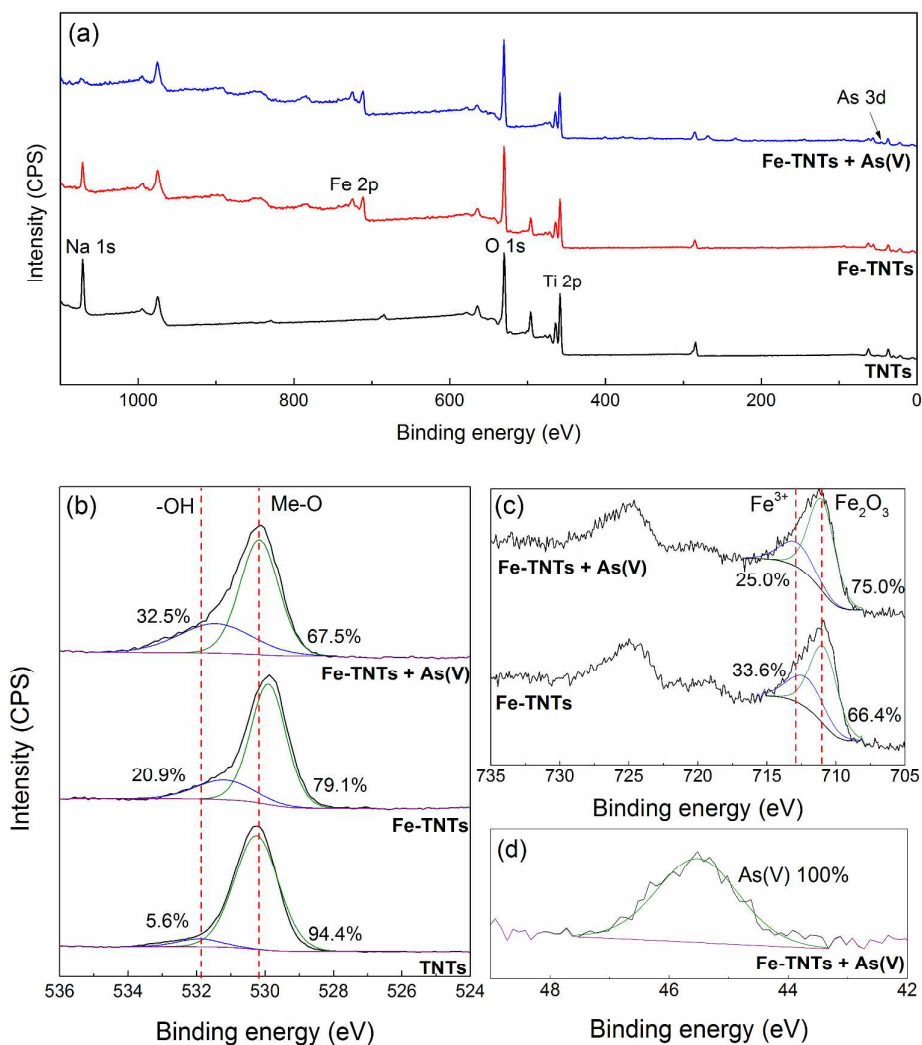 (a)
As 3d
Fe-TNTs + As(V)
Fe 2p
Na 1s
O 1s
Fe-TNTs
Ti 2p
TNTs
Intensity (CPS)
1000 800 600 400 200 0
Binding energy (eV)
(b)
-OH Me-O
32.5% 67.5%
Fe-TNTs + As(V)
20.9% 79.1%
Fe-TNTs
5.6% 94.4%
TNTs
Intensity (CPS)
536 534 532 530 528 526 524
Binding energy (eV)
(c)
Fe³⁺ Fe₂O₃
Fe-TNTs + As(V)
25.0% 75.0%
33.6%
Fe-TNTs
66.4%
735 730 725 720 715 710 705
Binding energy (eV)
(d)
As(V) 100%
Fe-TNTs + As(V)
48 46 44 42
Binding energy (eV)